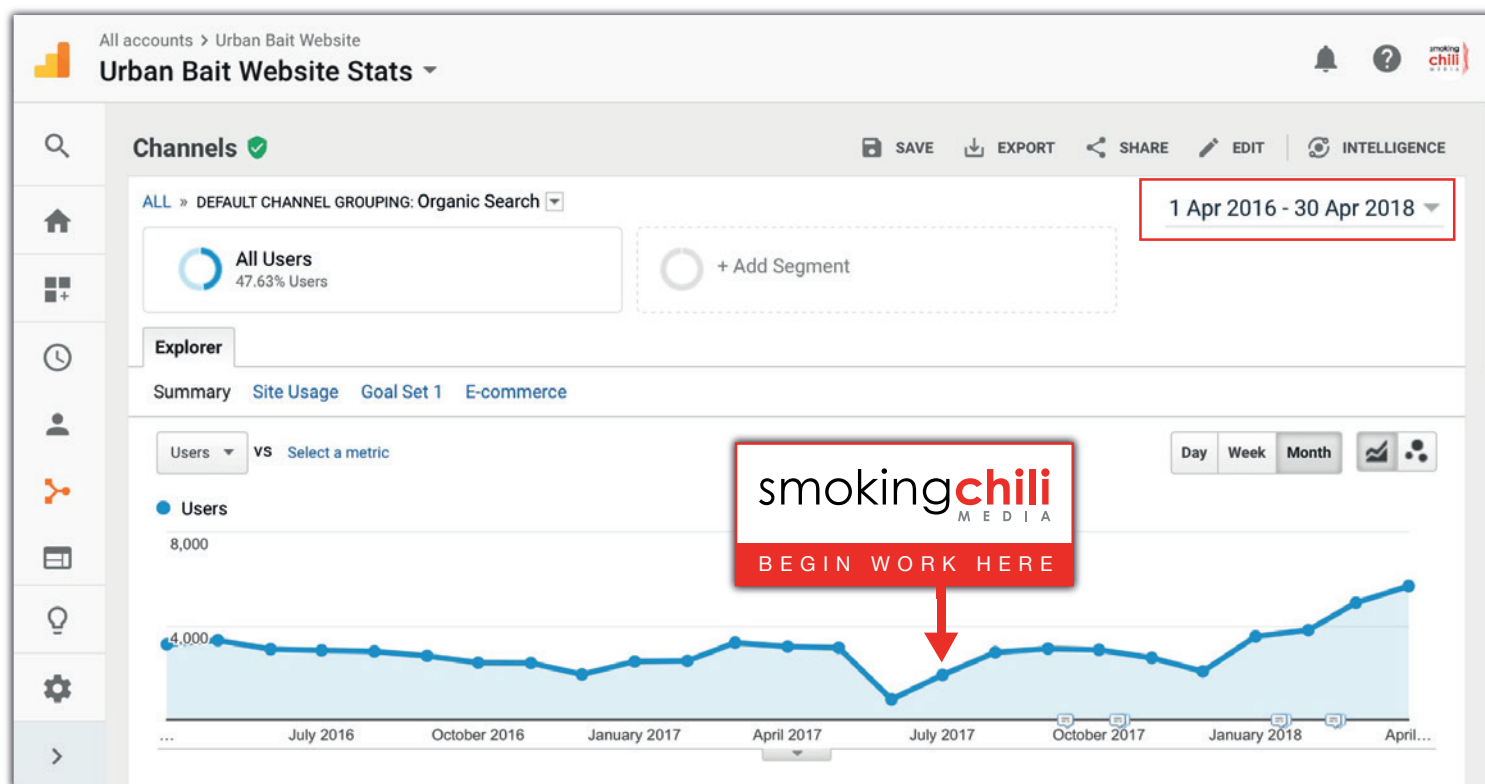 All accounts > Urban Bait Website
Urban Bait Website Stats
smoking
chili
MEDIA
Channels
SAVE
EXPORT
SHARE
EDIT
INTELLIGENCE
ALL » DEFAULT CHANNEL GROUPING: Organic Search
1 Apr 2016 - 30 Apr 2018
All Users
47.63% Users
+ Add Segment
Explorer
Summary Site Usage Goal Set 1 E-commerce
Users VS Select a metric
Day Week Month
smokingchili
MEDIA
BEGIN WORK HERE
Users
8,000
4,000
... July 2016 October 2016 January 2017 April 2017 July 2017 October 2017 January 2018 April...